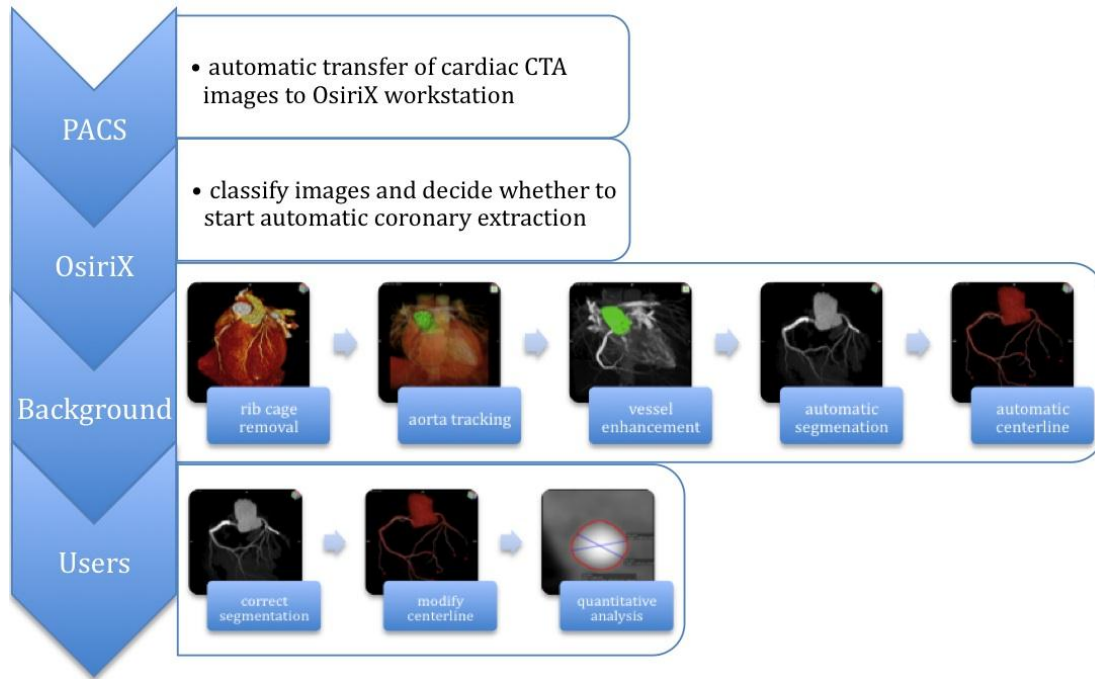 PACS
• automatic transfer of cardiac CTA
images to OsiriX workstation
OsiriX
• classify images and decide whether to
start automatic coronary extraction
Background
rib cage
removal
aorta tracking
vessel
enhancement
automatic
segmenation
automatic
centerline
Users
correct
segmentation
modify
centerline
quantitative
analysis